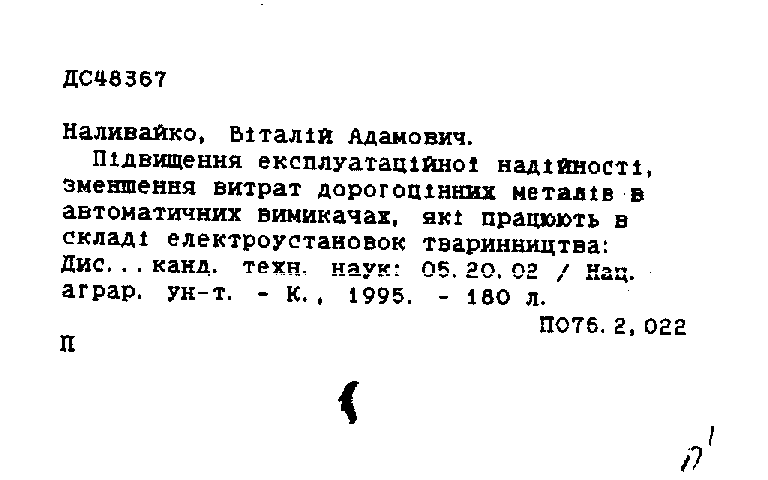 ДС48367
Наливайко, Віталій Адамович.
Підвищення експлуатаційної надійності,
зменшення витрат дорогоцінних металів в
автоматичних вимикачах, які працюють в
складі електроустановок тваринництва:
Дис...канд. техн. наук: 05.20.02 / Нац.
аграр. ун-т. - К., 1995. - 180 л.
П076.2,022
П